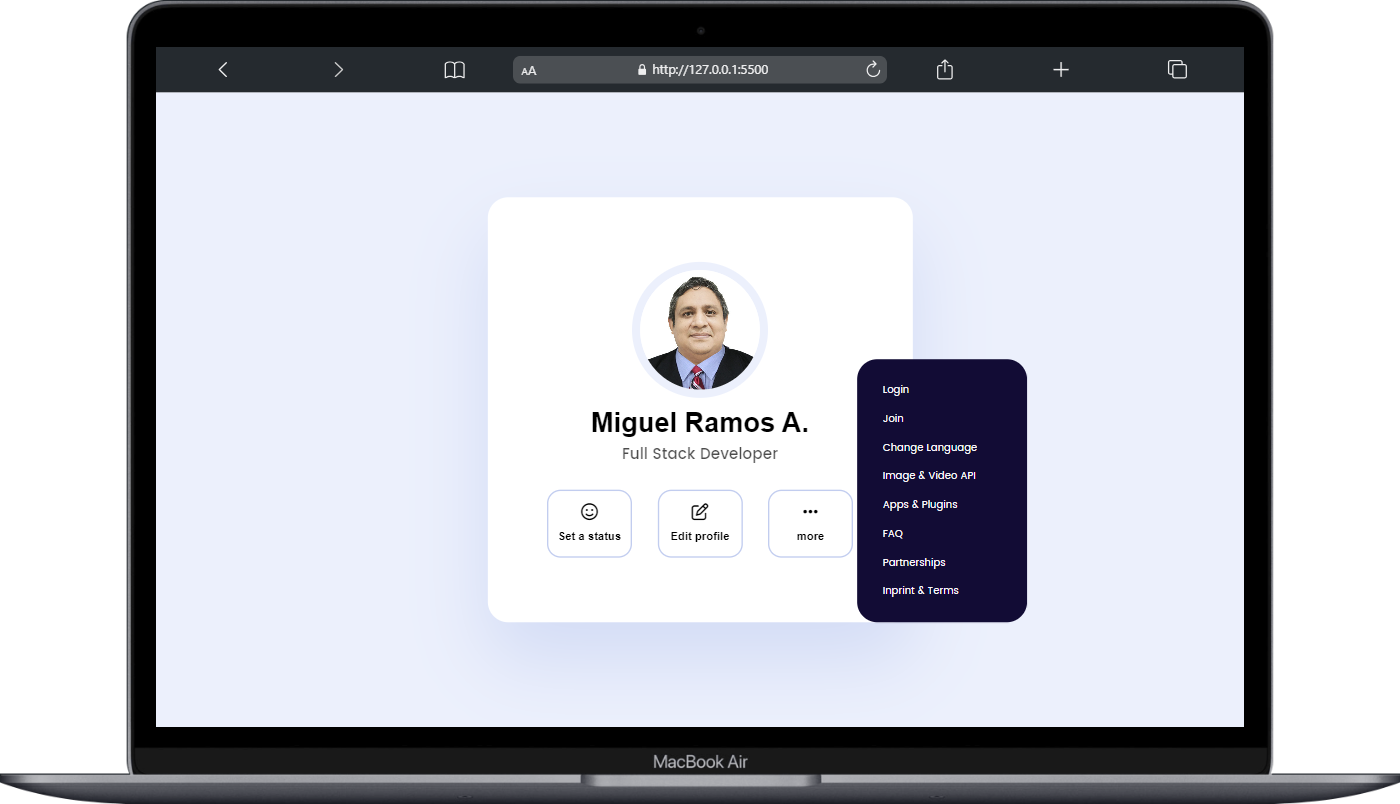 AA
http://127.0.0.1:5500
Miguel Ramos A.
Full Stack Developer
Set a status
Edit profile
more
Login
Join
Change Language
Image & Video API
Apps & Plugins
FAQ
Partnerships
Inprint & Terms
MacBook Air